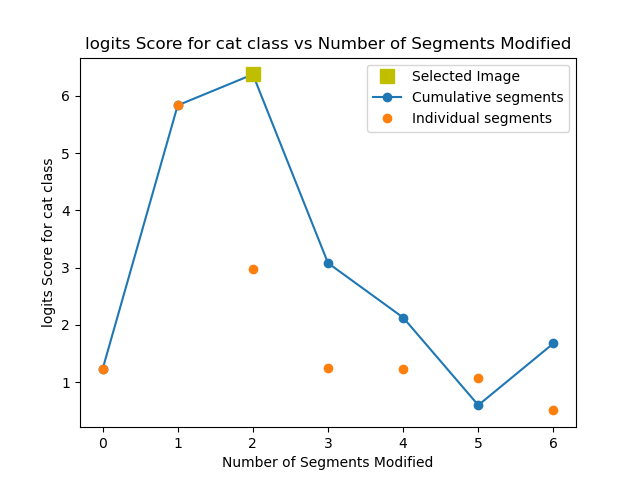 logits Score for cat class vs Number of Segments Modified
Selected Image
Cumulative segments
Individual segments
logits Score for cat class
6
5
4
3
2
1
0 1 2 3 4 5 6
Number of Segments Modified